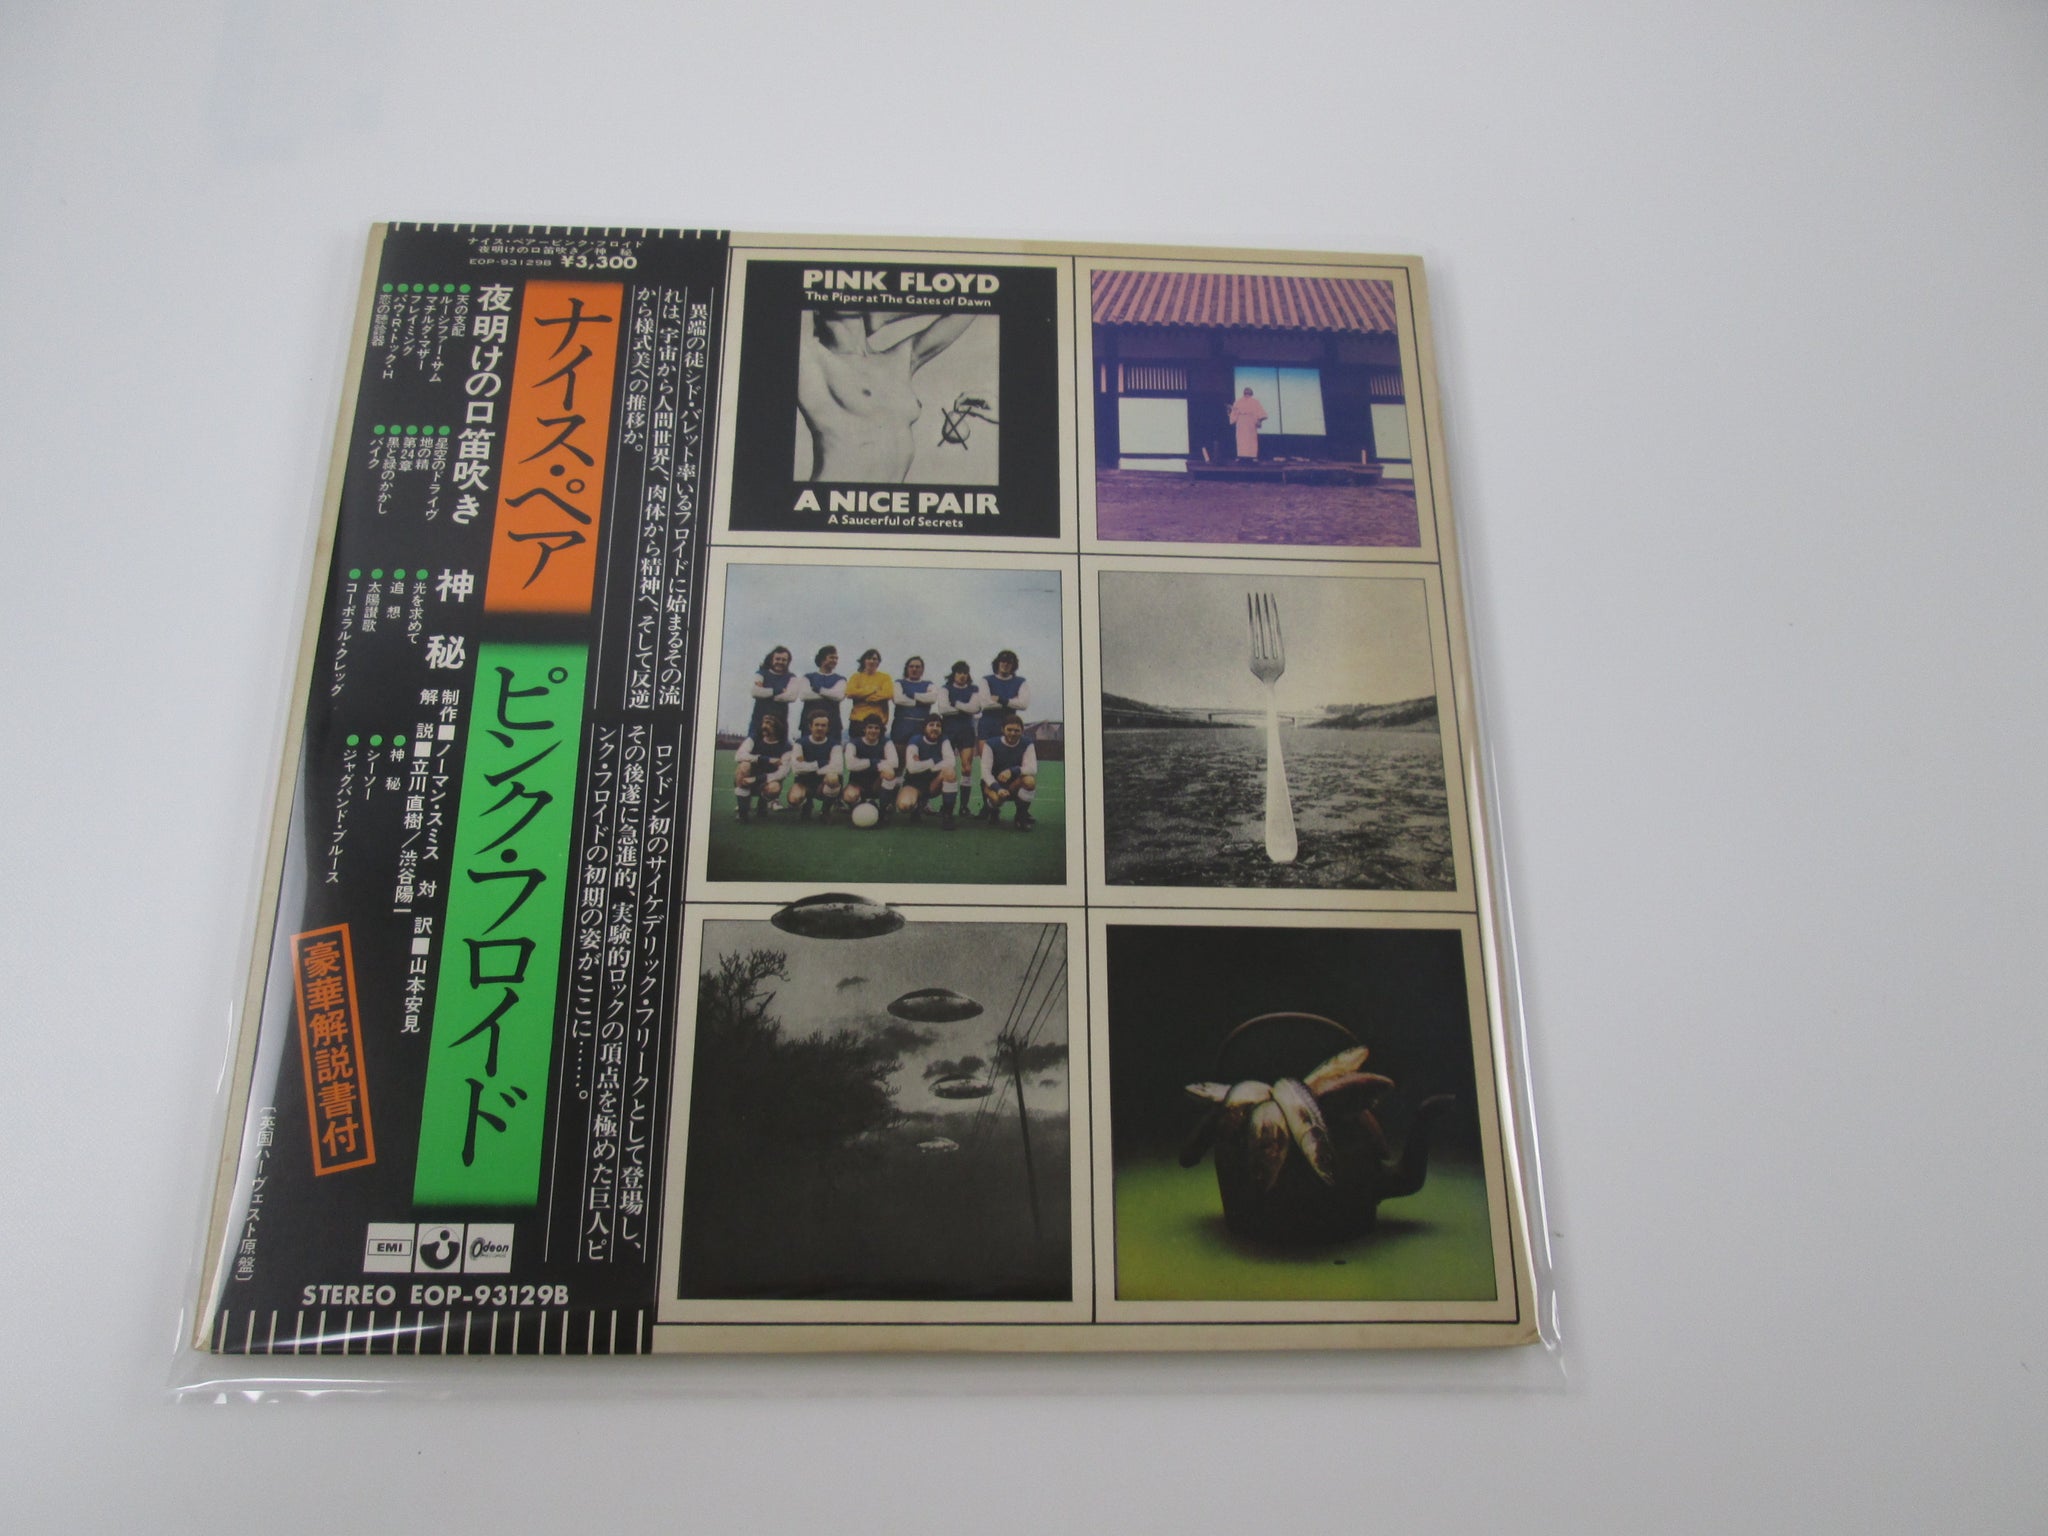 ナイス・ペアーピンク・フロイド
夜明けの口笛吹き／神 秘
EOP-93129B ¥3,300
ナイス・ペア
ピンク・フロイド
夜明けの口笛吹き
●天の支配
●ルーシファー・サム
●マチルダ・マザー
●フレイミング
●パウ・R・トック・H
●星空のドライヴ
●地の精
●第24章
●黒と緑のかかし
●バイク
神 秘
●光を求めて
●追 想
●太陽讃歌
●コーポラル・クレッグ
●神 秘
●シーソー
●ジャグバンド・ブルース
制作■ノーマン・スミス 対 訳■山本安見
解 説■立川直樹／渋谷陽一
豪華解説書付
〔英国ハーヴェスト原盤〕
異端の徒シド・バレット率いるフロイドに始まるその流
れは、宇宙から人間世界へ、肉体から精神へ、そして反逆
から様式美への推移か。
ロンドン初のサイケデリック・フリークとして登場し、
その後遂に急進的、実験的ロックの頂点を極めた巨人ピ
ンク・フロイドの初期の姿がここに……。
EMI
Odeon
STEREO EOP-93129B
PINK FLOYD
The Piper at The Gates of Dawn
A NICE PAIR
A Saucerful of Secrets